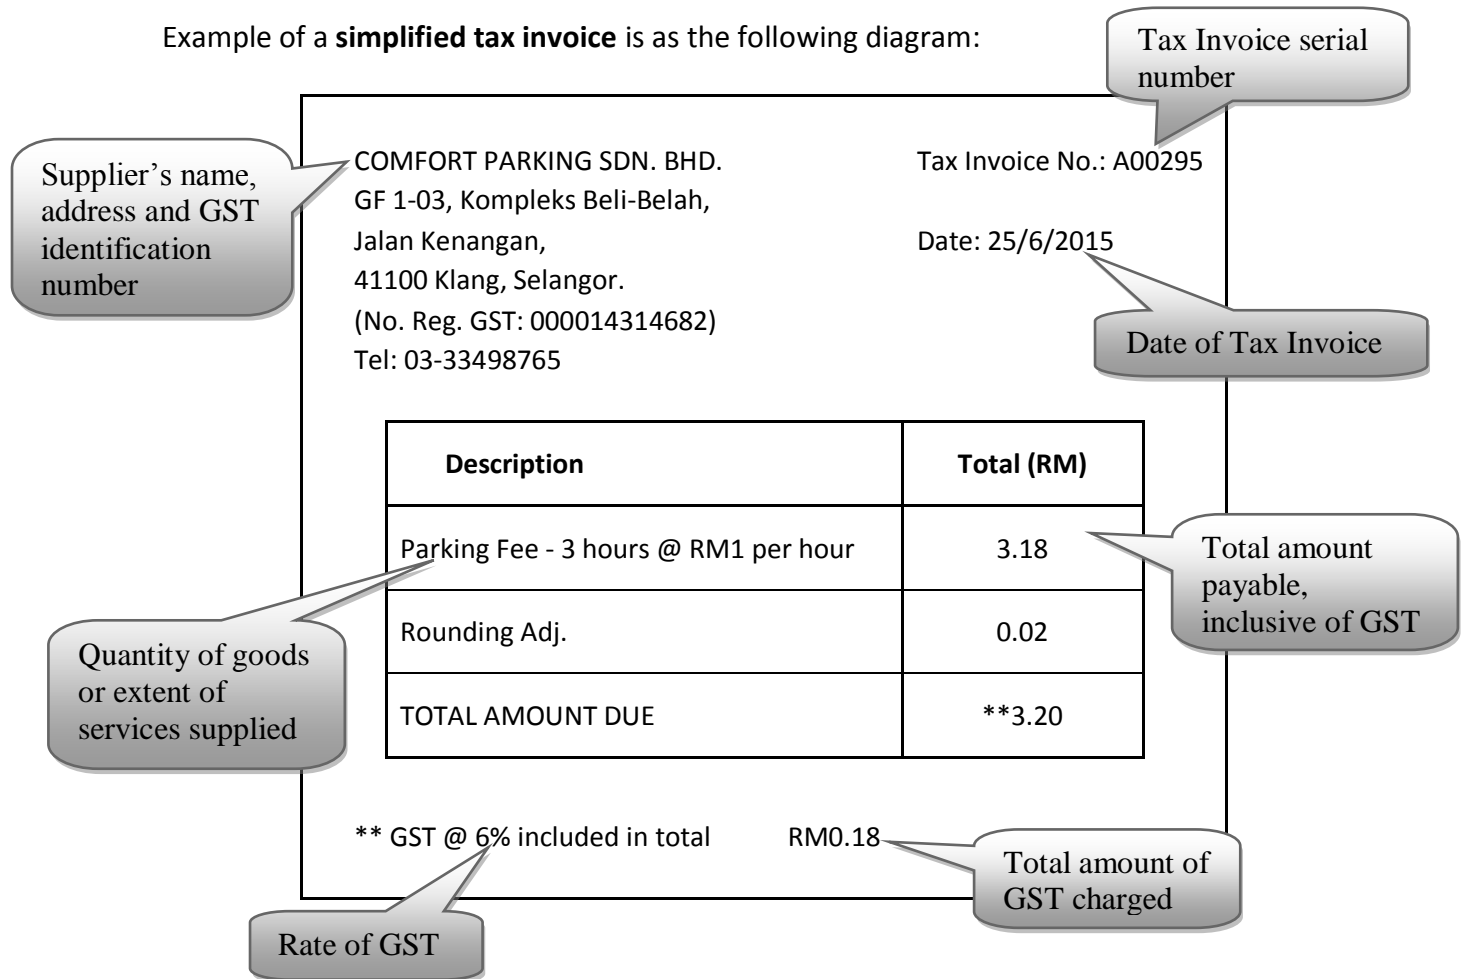 Example of a simplified tax invoice is as the following diagram:
Tax Invoice serial
number
Supplier’s name,
address and GST
identification
number
COMFORT PARKING SDN. BHD.
GF 1-03, Kompleks Beli-Belah,
Jalan Kenangan,
41100 Klang, Selangor.
(No. Reg. GST: 000014314682)
Tel: 03-33498765
Tax Invoice No.: A00295
Date: 25/6/2015
Date of Tax Invoice
Description Total (RM)
Parking Fee - 3 hours @ RM1 per hour 3.18
Rounding Adj. 0.02
TOTAL AMOUNT DUE **3.20
Total amount
payable,
inclusive of GST
Quantity of goods
or extent of
services supplied
** GST @ 6% included in total RM0.18
Total amount of
GST charged
Rate of GST